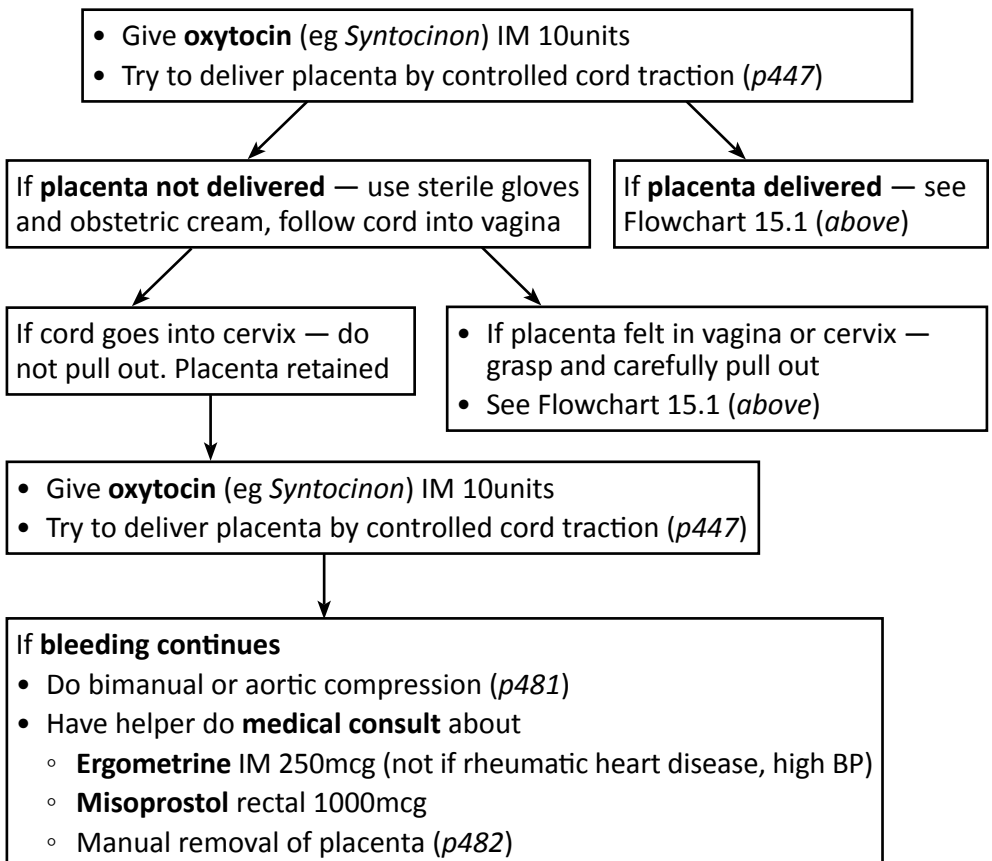 • Give oxytocin (eg Syntocinon) IM 10units
• Try to deliver placenta by controlled cord traction (p447)
If placenta not delivered — use sterile gloves
and obstetric cream, follow cord into vagina
If placenta delivered — see
Flowchart 15.1 (above)
If cord goes into cervix — do
not pull out. Placenta retained
• If placenta felt in vagina or cervix —
grasp and carefully pull out
• See Flowchart 15.1 (above)
• Give oxytocin (eg Syntocinon) IM 10units
• Try to deliver placenta by controlled cord traction (p447)
If bleeding continues
• Do bimanual or aortic compression (p481)
• Have helper do medical consult about
◦ Ergometrine IM 250mcg (not if rheumatic heart disease, high BP)
◦ Misoprostol rectal 1000mcg
◦ Manual removal of placenta (p482)